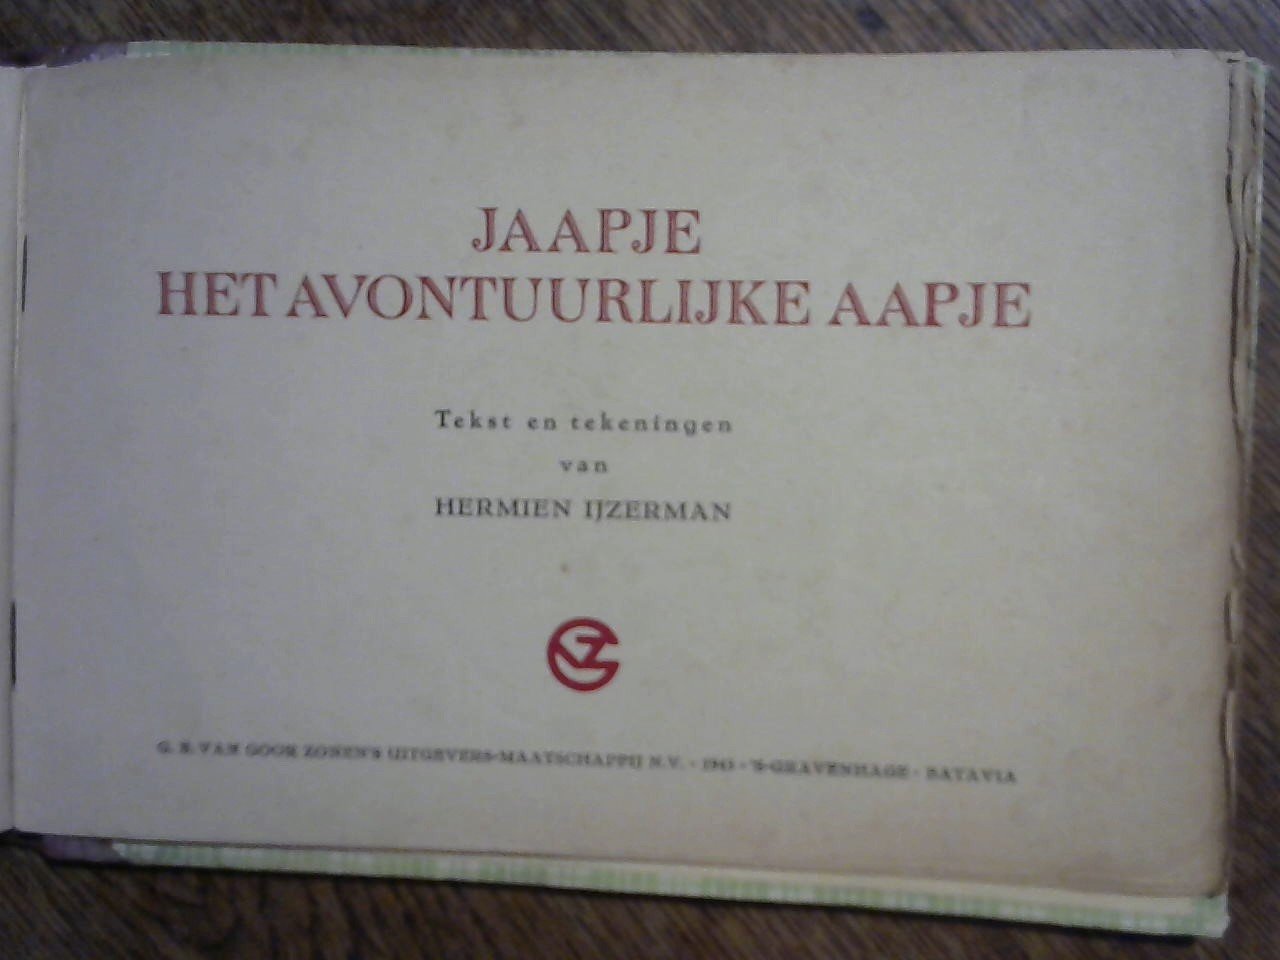 JAAPJE
HET AVONTUURLIJKE AAPJE
Tekst en tekeningen
van
HERMIEN IJZERMAN
G. B. VAN GOOR ZONEN'S UITGEVERS-MAATSCHAPPIJ N.V. · 'S-GRAVENHAGE · BATAVIA